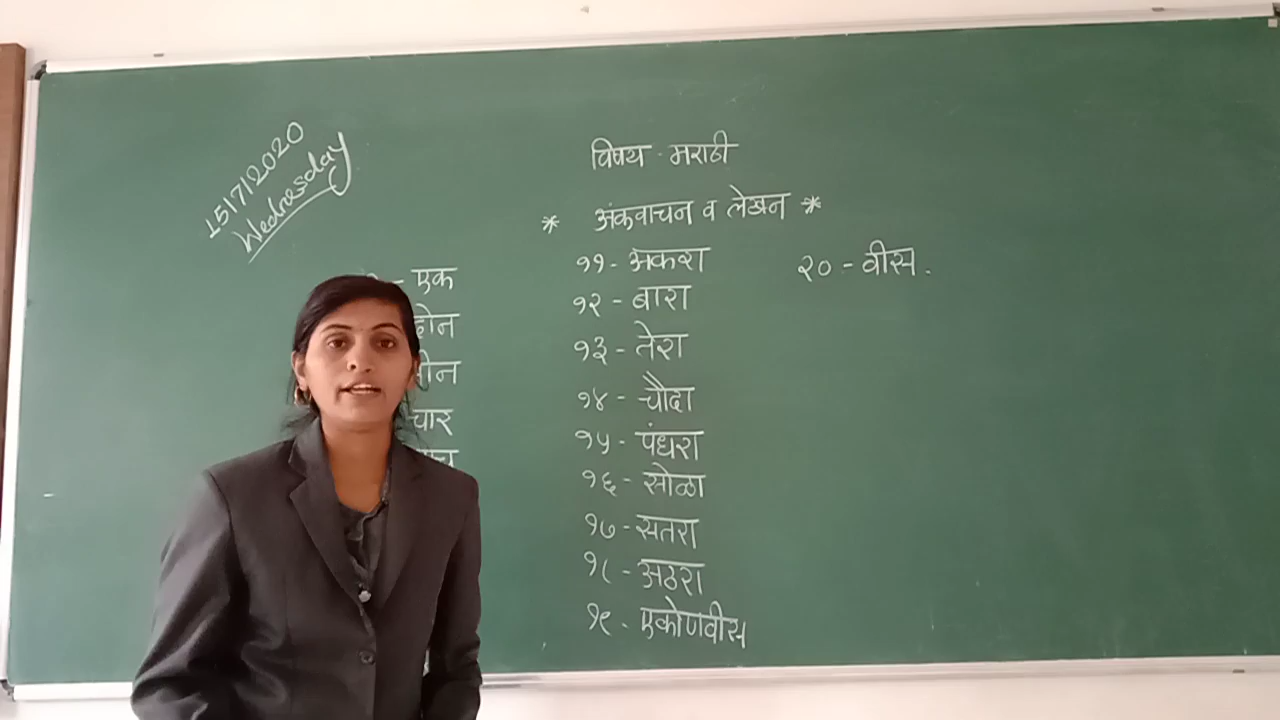 15/7/2020
Wednesday
विषय - मराठी
* अंकवाचन व लेखन *
- एक
दोन
तीन
चार
११ - अकरा
१२ - बारा
१३ - तेरा
१४ - चौदा
१५ - पंधरा
१६ - सोळा
१७ - सतरा
१८ - अठरा
१९ - एकोणवीस
२० - वीस.